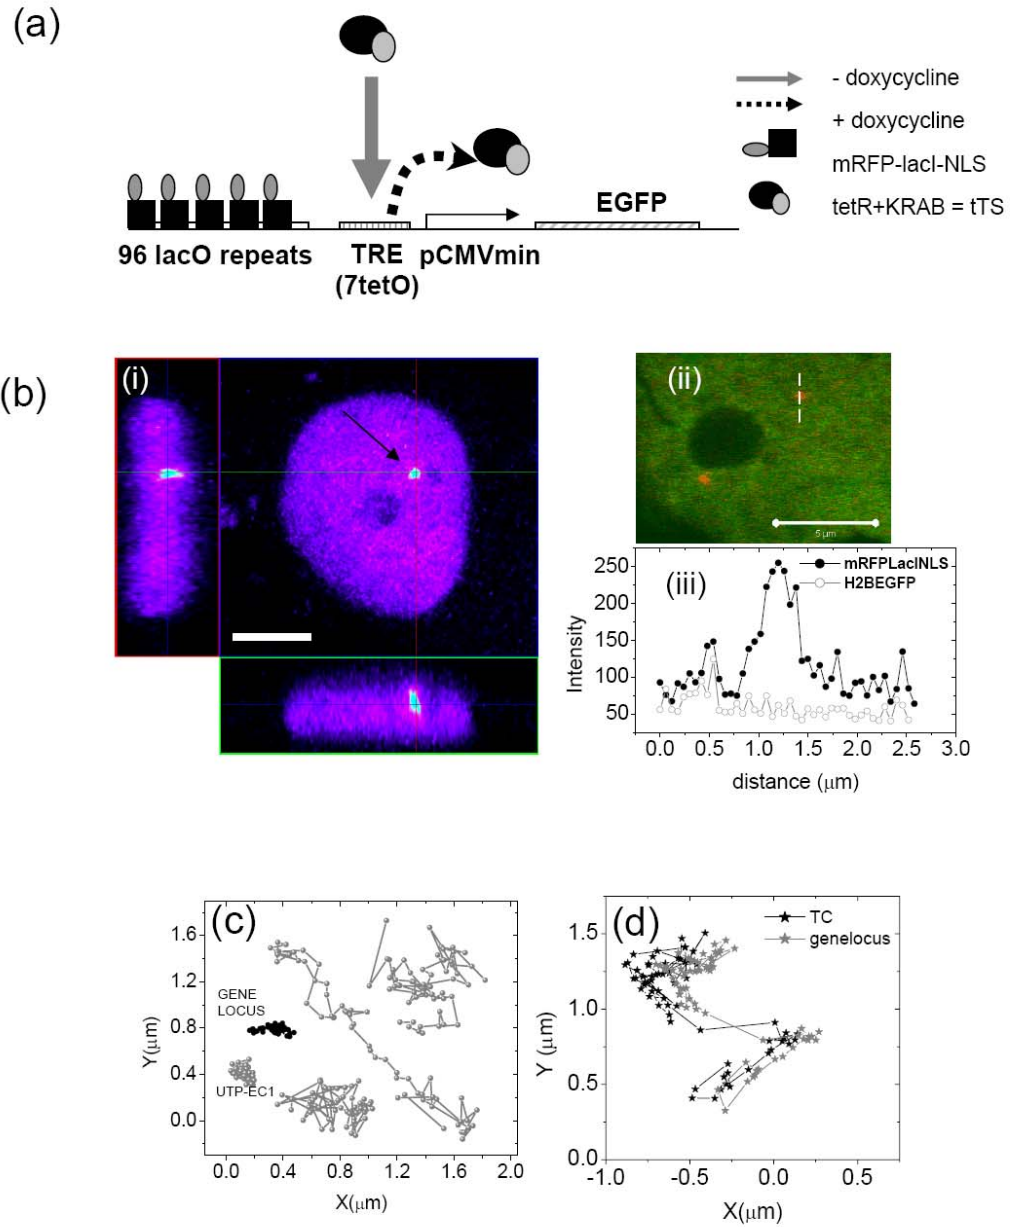 (a)
- doxycycline
+ doxycycline
mRFP-lacI-NLS
tetR+KRAB = tTS
EGFP
96 lacO repeats
TRE
(7tetO)
pCMVmin
(b)
(i)
(ii)
5 μm
(iii)
mRFPLacINLS
H2BEGFP
Intensity
250
200
150
100
50
0.0 0.5 1.0 1.5 2.0 2.5 3.0
distance (μm)
(c)
GENE
LOCUS
UTP-EC1
Y(μm)
1.6
1.2
0.8
0.4
0.0
0.0 0.4 0.8 1.2 1.6 2.0
X(μm)
(d)
TC
genelocus
Y (μm)
1.5
1.0
0.5
0.0
-1.0 -0.5 0.0 0.5
X(μm)